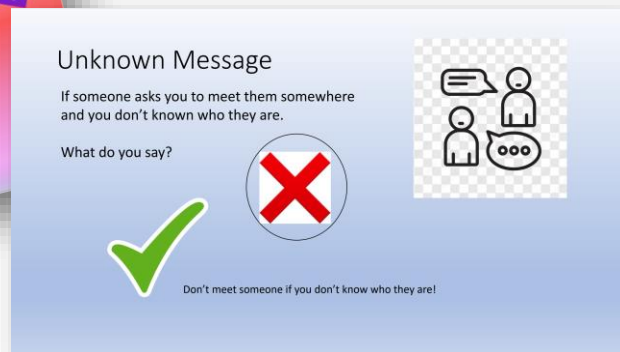 Unknown Message
If someone asks you to meet them somewhere
and you don't known who they are.
What do you say?
Don't meet someone if you don't know who they are!